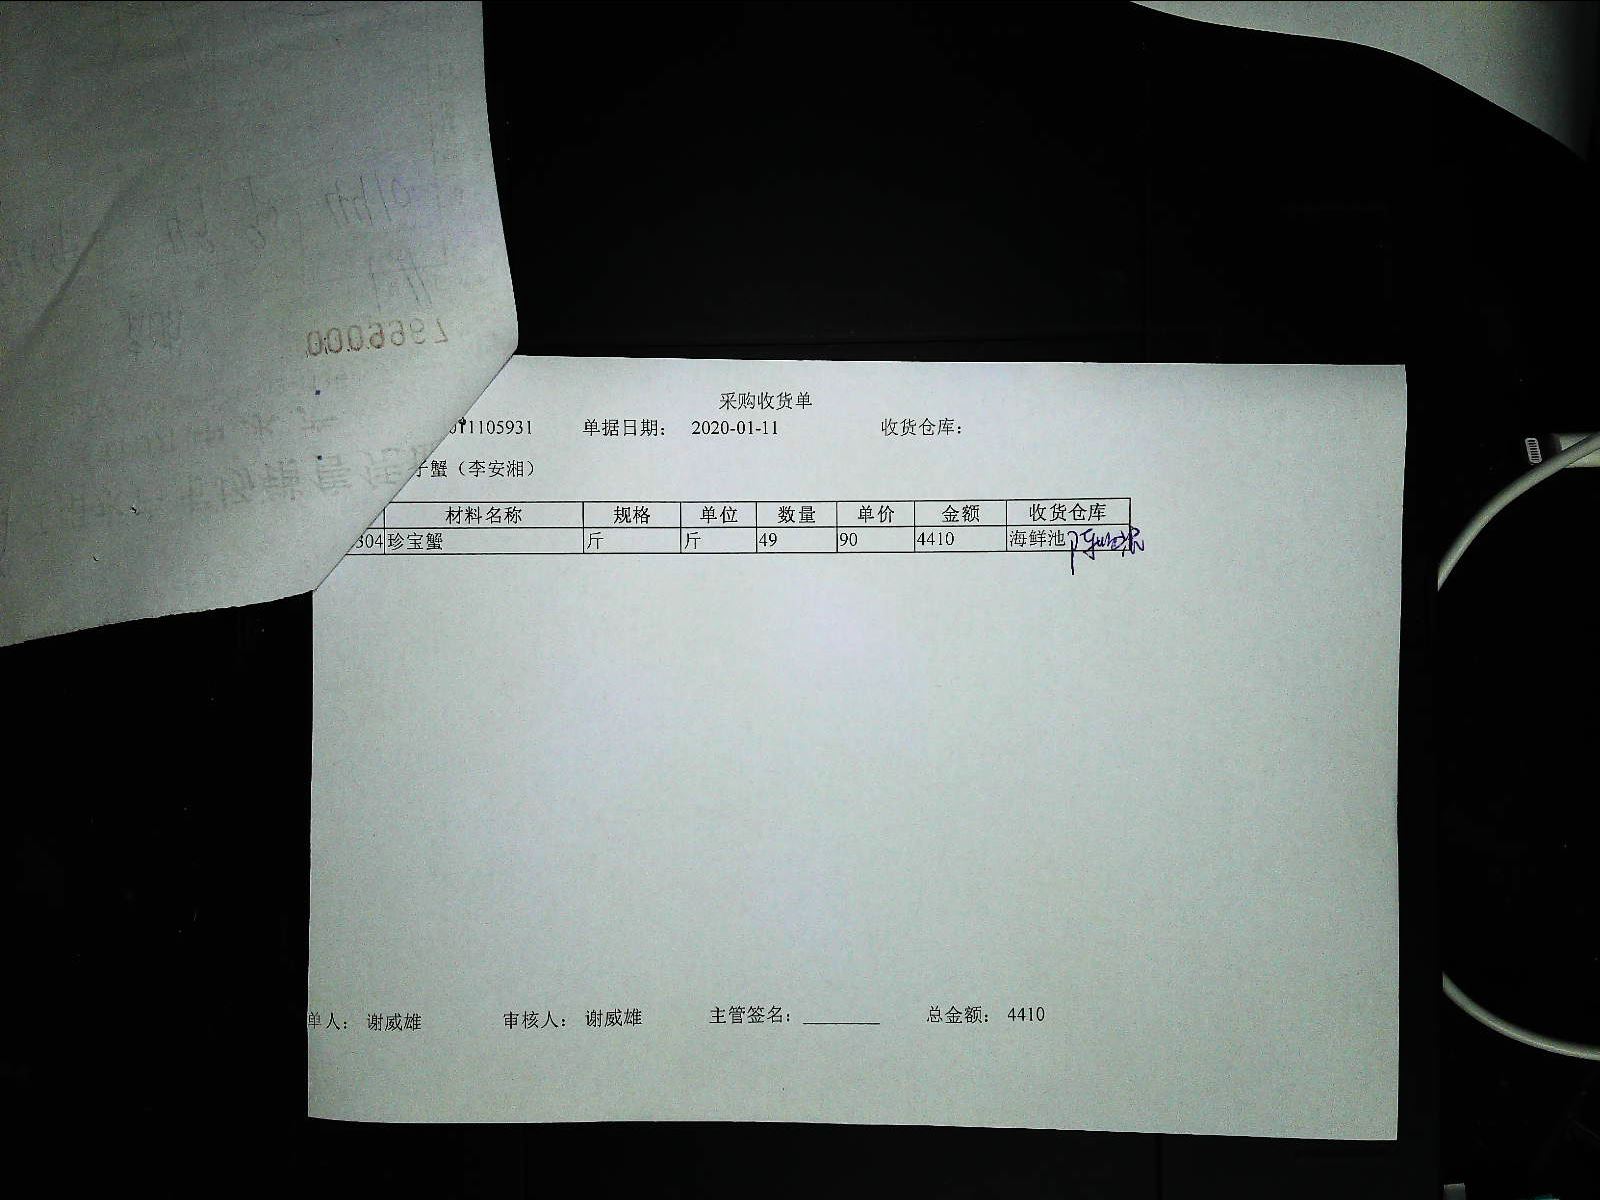 采购收货单
1105931 单据日期： 2020-01-11 收货仓库：
子蟹（李安湘）
材料名称 规格 单位 数量 单价 金额 收货仓库
304 珍宝蟹 斤 斤 49 90 4410 海鲜池
单人： 谢威雄 审核人： 谢威雄 主管签名： ________ 总金额： 4410